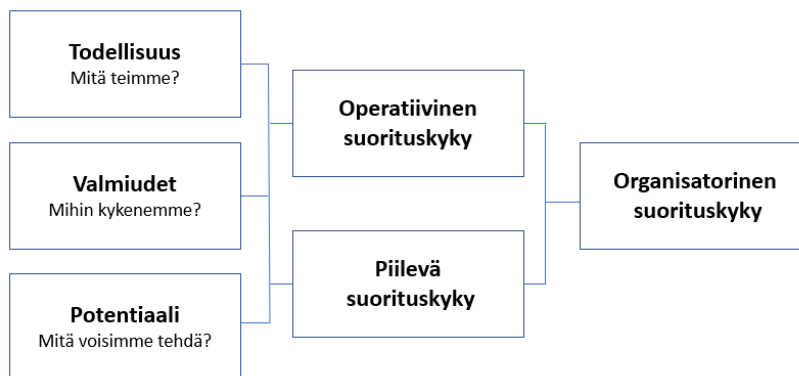 Todellisuus
Mitä teimme?
Valmiudet
Mihin kykenemme?
Potentiaali
Mitä voisimme tehdä?
Operatiivinen
suorituskyky
Piilevä
suorituskyky
Organisatorinen
suorituskyky